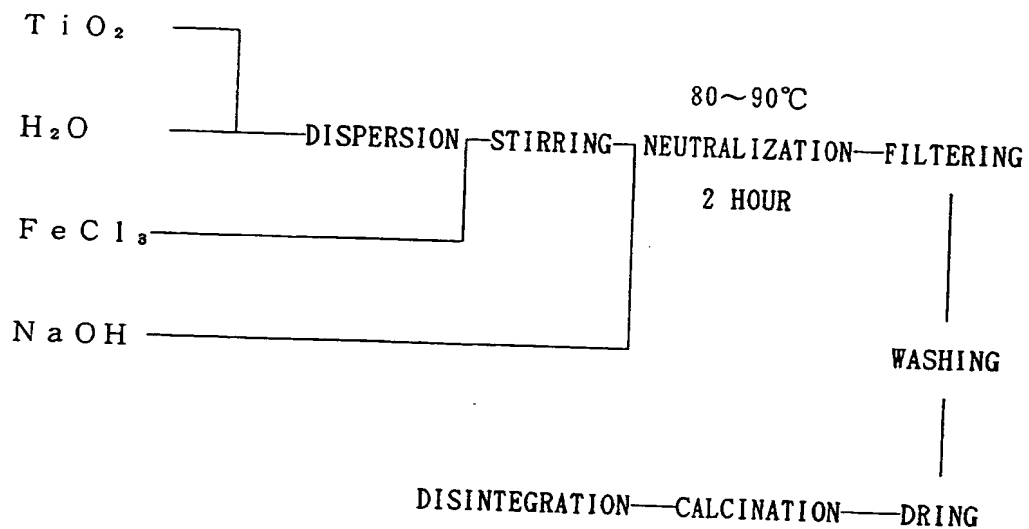 TiO₂
80~90℃
H₂O DISPERSION STIRRING NEUTRALIZATION FILTERING
2 HOUR
FeCl₃
NaOH
WASHING
DISINTEGRATION CALCINATION DRING